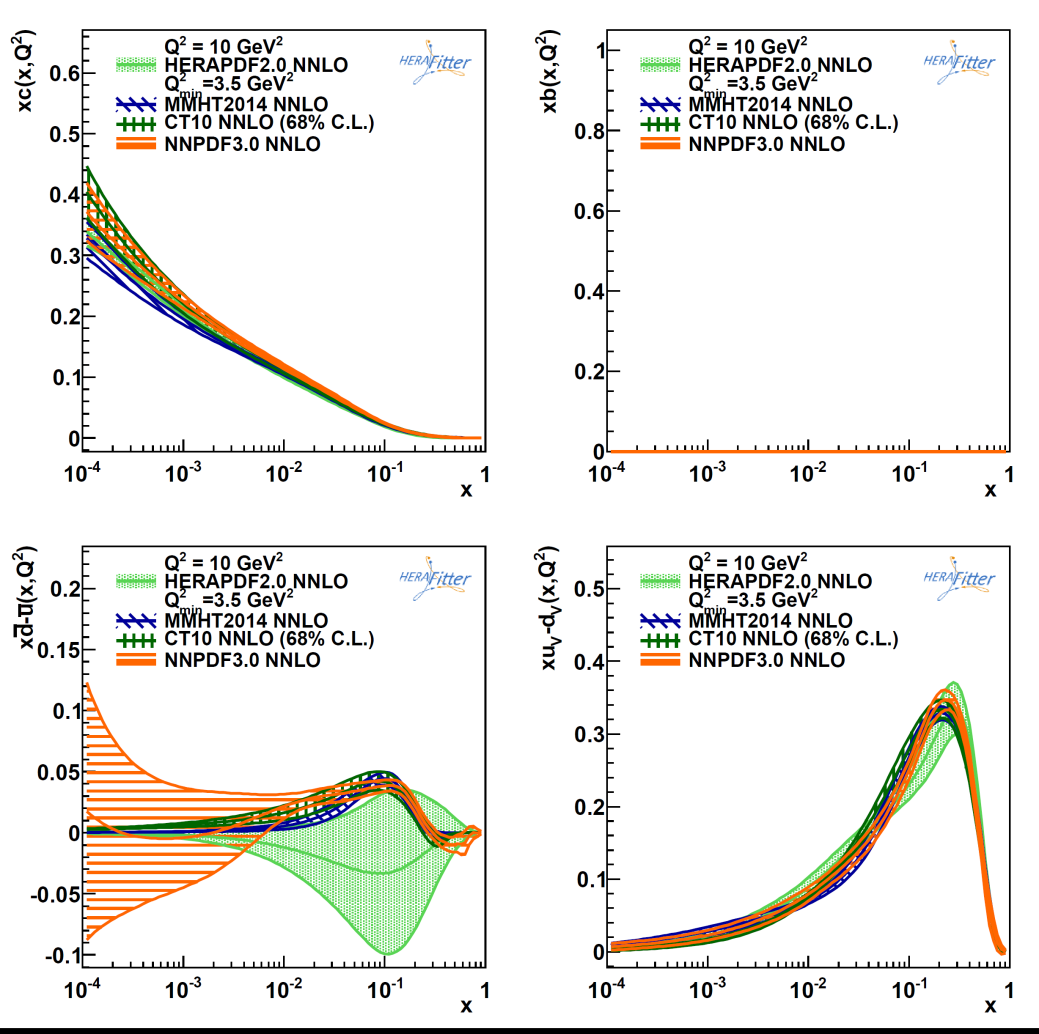 xc(x,Q²)
Q² = 10 GeV²
HERAPDF2.0 NNLO
Q²min =3.5 GeV²
MMHT2014 NNLO
CT10 NNLO (68% C.L.)
NNPDF3.0 NNLO
HERAFitter
0.6
0.5
0.4
0.3
0.2
0.1
0
10⁻⁴ 10⁻³ 10⁻² 10⁻¹ 1
x
xb(x,Q²)
Q² = 10 GeV²
HERAPDF2.0 NNLO
Q²min =3.5 GeV²
MMHT2014 NNLO
CT10 NNLO (68% C.L.)
NNPDF3.0 NNLO
HERAFitter
1
0.8
0.6
0.4
0.2
0
10⁻⁴ 10⁻³ 10⁻² 10⁻¹ 1
x
xd̅-u̅(x,Q²)
Q² = 10 GeV²
HERAPDF2.0 NNLO
Q²min =3.5 GeV²
MMHT2014 NNLO
CT10 NNLO (68% C.L.)
NNPDF3.0 NNLO
HERAFitter
0.2
0.15
0.1
0.05
0
-0.05
-0.1
10⁻⁴ 10⁻³ 10⁻² 10⁻¹ 1
x
xu_V-d_V(x,Q²)
Q² = 10 GeV²
HERAPDF2.0 NNLO
Q²min =3.5 GeV²
MMHT2014 NNLO
CT10 NNLO (68% C.L.)
NNPDF3.0 NNLO
HERAFitter
0.5
0.4
0.3
0.2
0.1
0
10⁻⁴ 10⁻³ 10⁻² 10⁻¹ 1
x